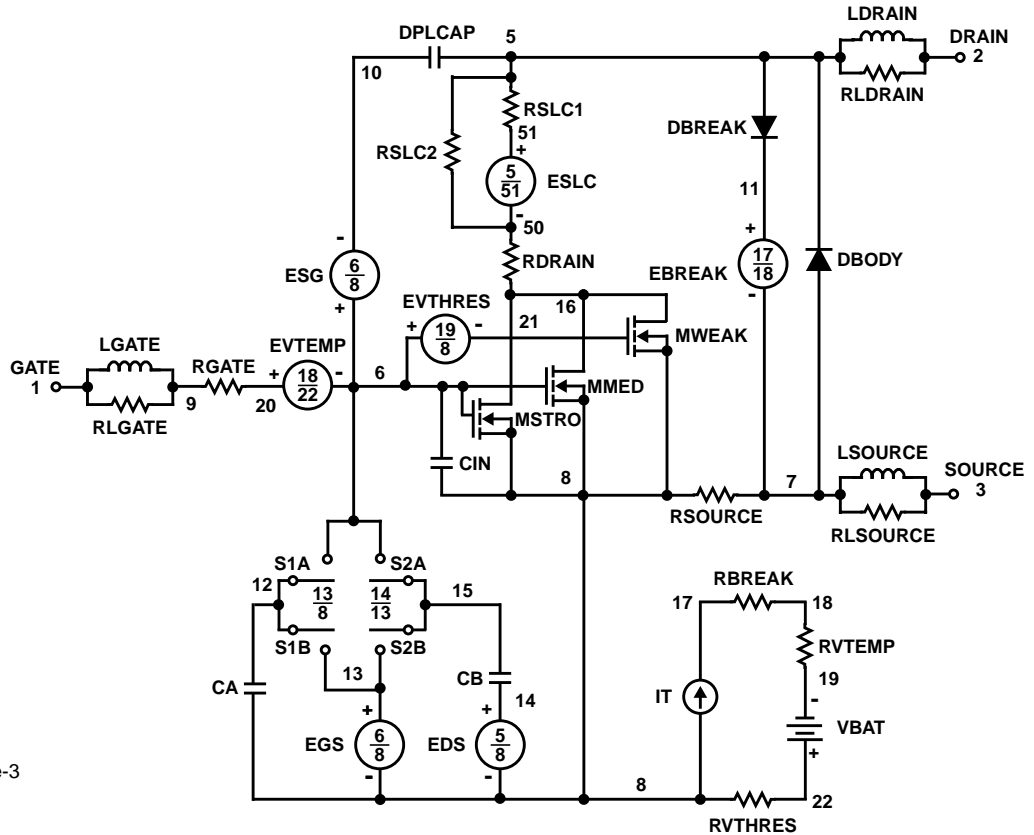 LDRAIN
DPLCAP
5
DRAIN
2
10
RLDRAIN
RSLC1
51
DBREAK
+
RSLC2
5
51
ESLC
11
-
50
+
-
17
18
DBODY
RDRAIN
ESG
6
8
EBREAK
-
+
EVTHRES
16
+
19
8
-
21
MWEAK
LGATE
EVTEMP
GATE
1
RGATE
+
18
22
-
6
MMED
9
20
MSTRO
RLGATE
LSOURCE
CIN
8
7
SOURCE
3
RSOURCE
RLSOURCE
S1A
S2A
12
13
8
14
13
15
RBREAK
17
18
S1B
S2B
RVTEMP
13
CB
19
CA
14
IT
-
+
+
VBAT
EGS
6
8
EDS
5
8
+
-
-
e-3
8
22
RVTHRES